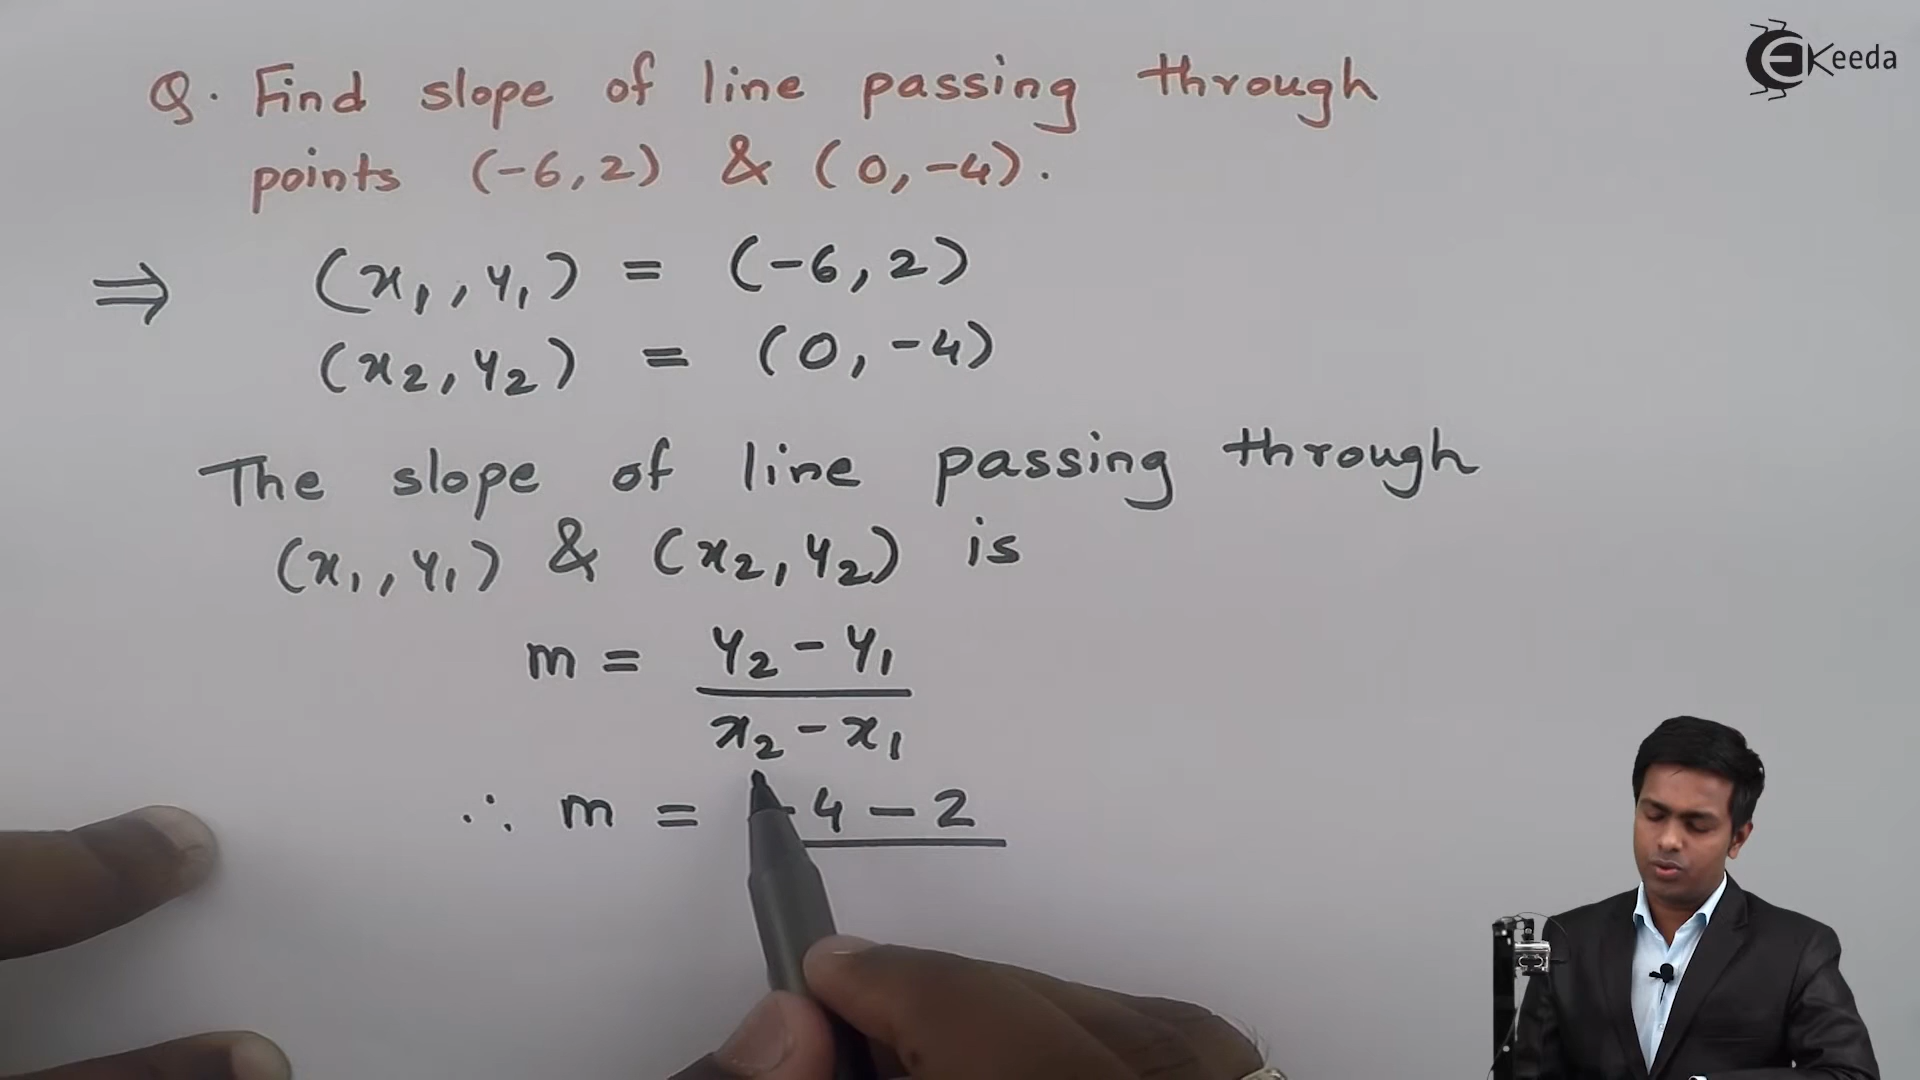 Keeda
Q. Find slope of line passing through
points (-6,2) & (0,-4).
⇒ (x₁,y₁) = (-6,2)
(x₂,y₂) = (0,-4)
The slope of line passing through
(x₁,y₁) & (x₂,y₂) is
m = y₂-y₁
x₂-x₁
∴ m = -4-2